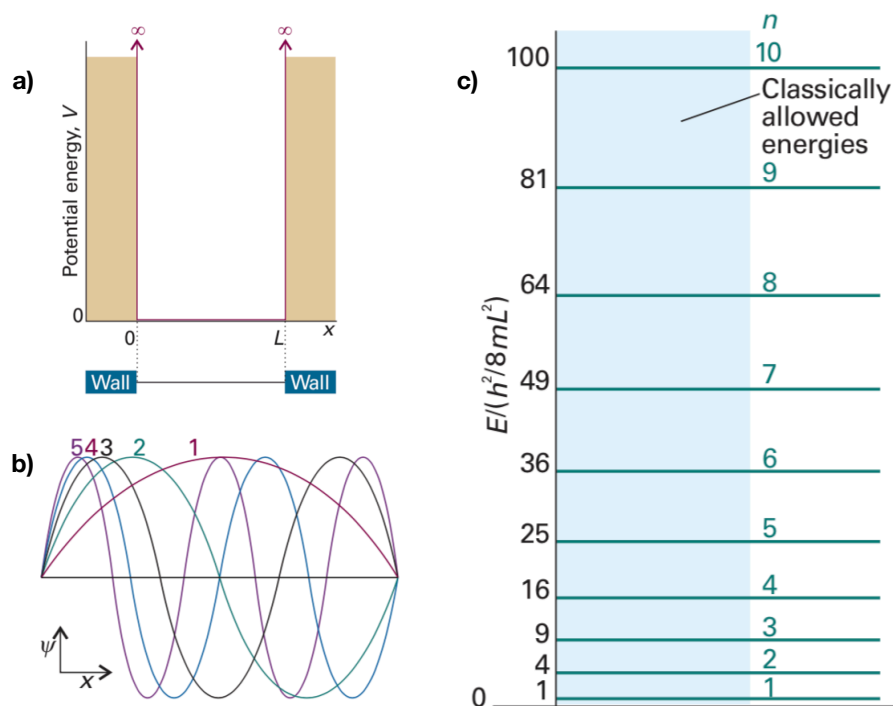 a)
∞ ∞
Potential energy, V
0
0 L x
Wall Wall
b)
5 4 3 2 1
ψ
x
c)
n
E/(h²/8mL²)
100 10
Classically
allowed
energies
81 9
64 8
49 7
36 6
25 5
16 4
9 3
4 2
1 1
0